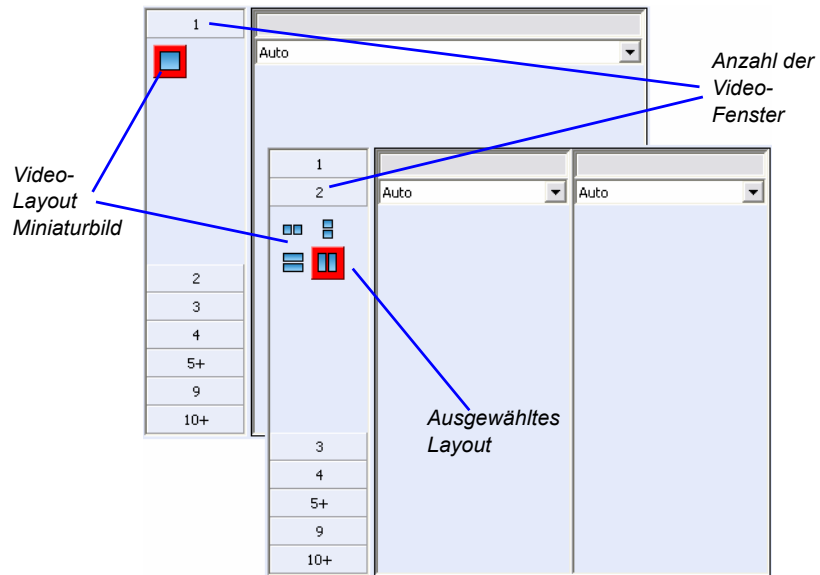 1
Auto
Anzahl der
Video-
Fenster
Video-
Layout
Miniaturbild
2
3
4
5+
9
10+
1
2
Auto
Auto
Ausgewähltes
Layout
3
4
5+
9
10+